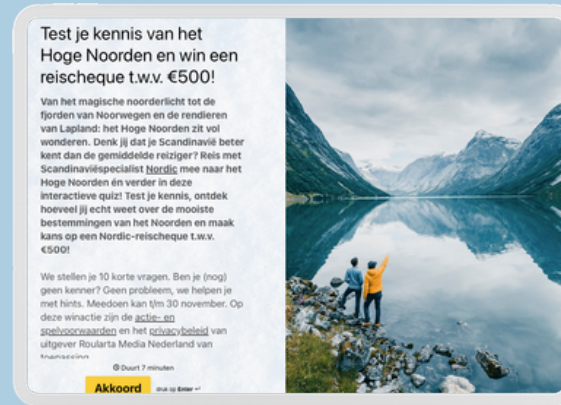 Test je kennis van het
Hoge Noorden en win een
reischeque t.w.v. €500!
Van het magische noorderlicht tot de
fjorden van Noorwegen en de rendieren
van Lapland: het Hoge Noorden zit vol
wonderen. Denk jij dat je Scandinavië beter
kent dan de gemiddelde reiziger? Reis met
Scandinaviëspecialist Nordic mee naar het
Hoge Noorden én verder in deze
interactieve quiz! Test je kennis, ontdek
hoeveel jij echt weet over de mooiste
bestemmingen van het Noorden en maak
kans op een Nordic-reischeque t.w.v.
€500!
We stellen je 10 korte vragen. Ben je (nog)
geen kenner? Geen probleem, we helpen je
met hints. Meedoen kan t/m 30 november. Op
deze winactie zijn de actie- en
spelvoorwaarden en het privacybeleid van
uitgever Roularta Media Nederland van
toepassing
Duurt 7 minuten
Akkoord druk op Enter ↵